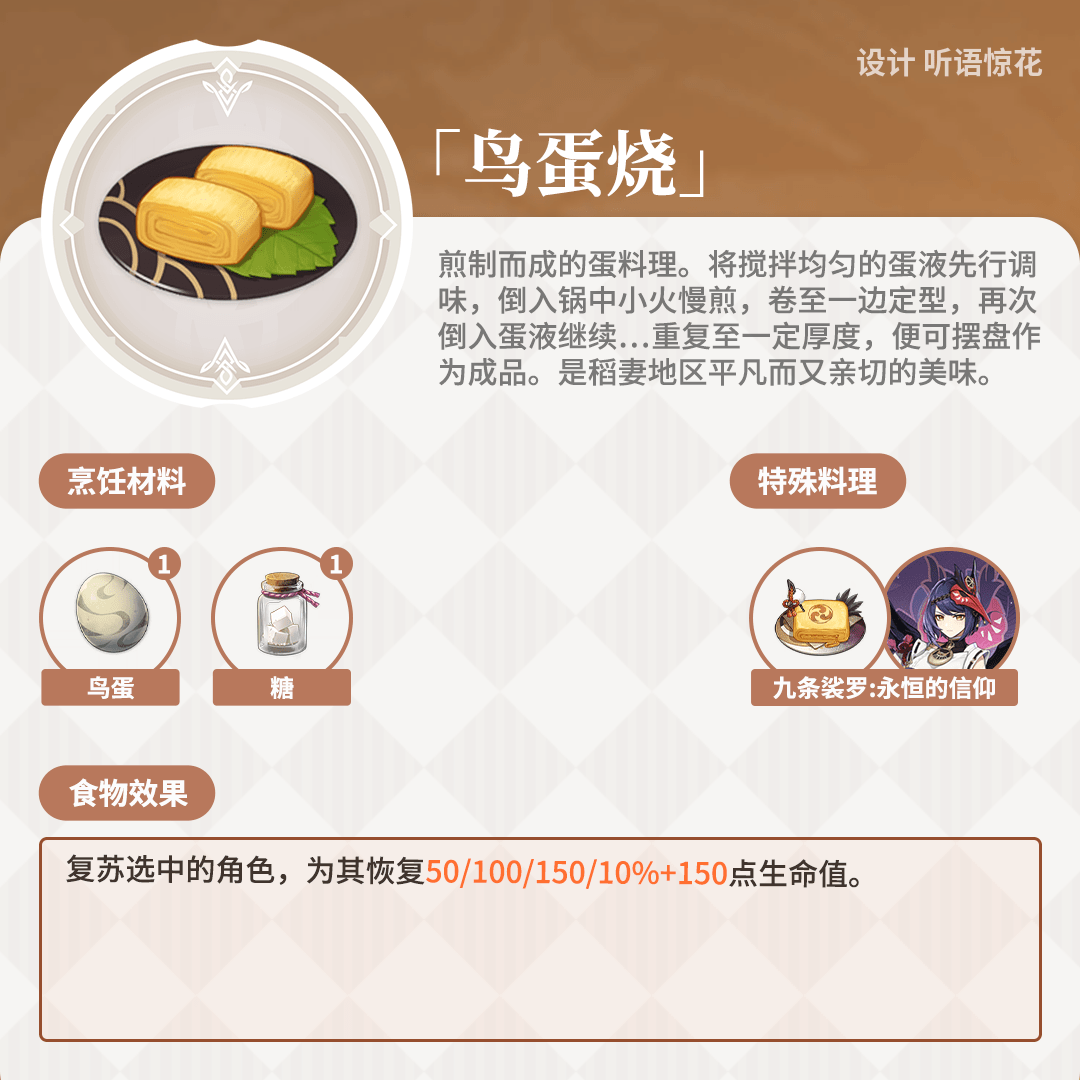 设计 听语惊花
「鸟蛋烧」
煎制而成的蛋料理。将搅拌均匀的蛋液先行调
味，倒入锅中小火慢煎，卷至一边定型，再次
倒入蛋液继续…重复至一定厚度，便可摆盘作
为成品。是稻妻地区平凡而又亲切的美味。
烹饪材料
特殊料理
1
1
鸟蛋
糖
九条裟罗:永恒的信仰
食物效果
复苏选中的角色，为其恢复50/100/150/10%+150点生命值。